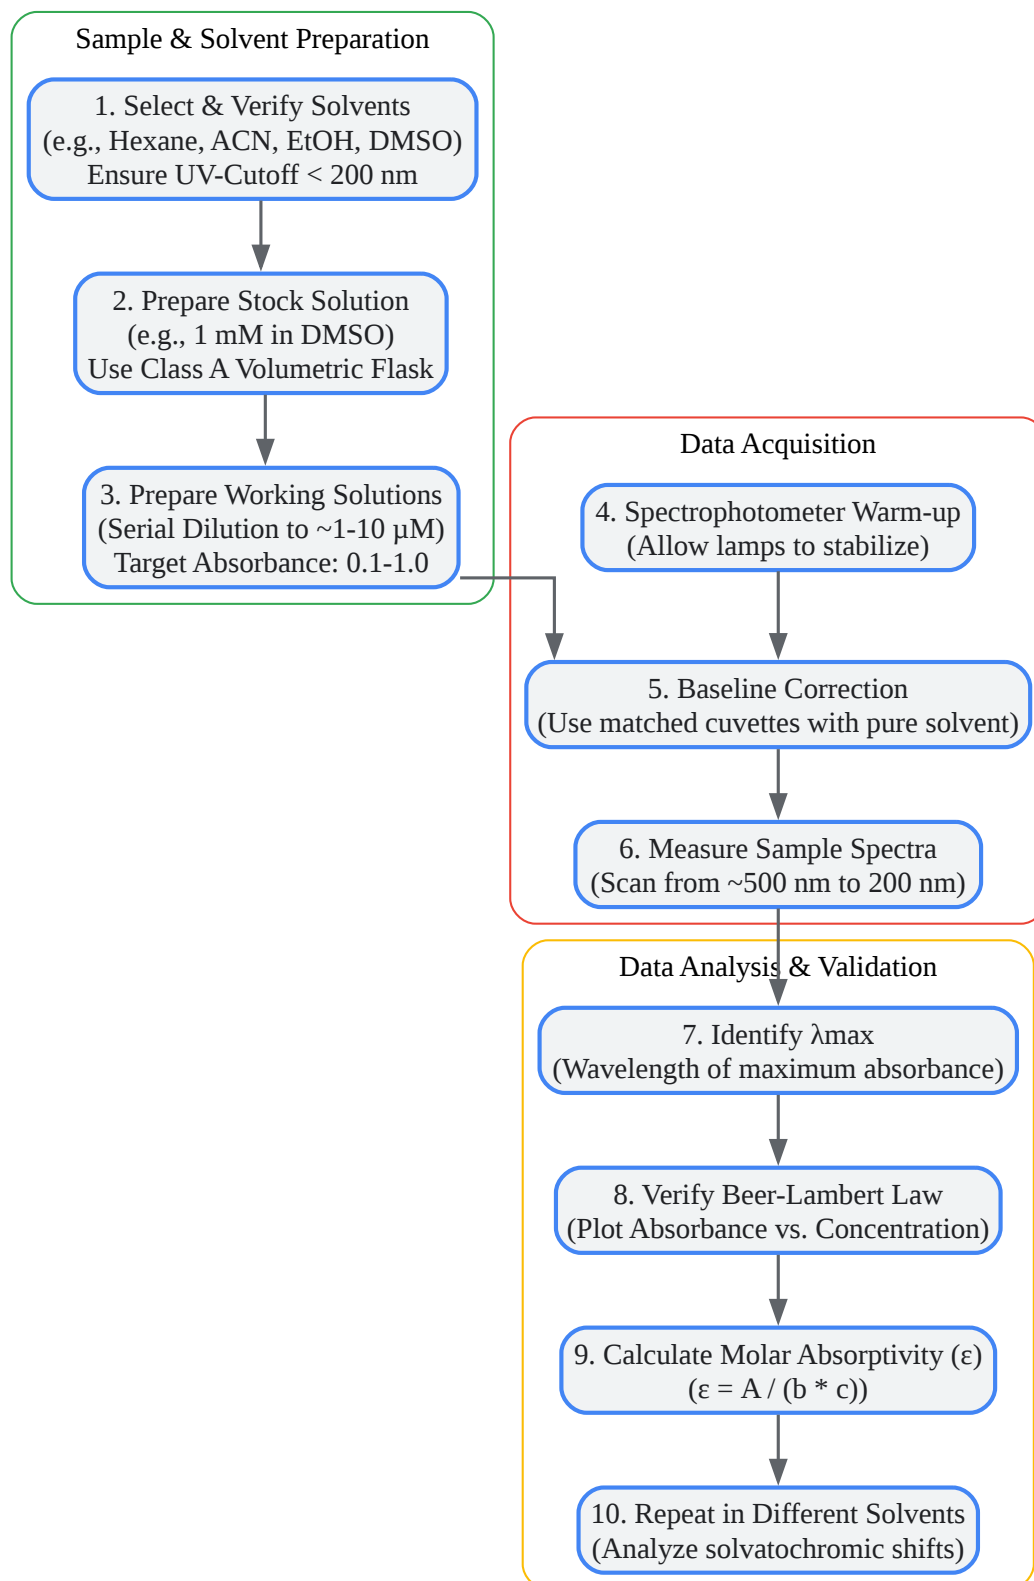 Sample & Solvent Preparation
1. Select & Verify Solvents
(e.g., Hexane, ACN, EtOH, DMSO)
Ensure UV-Cutoff < 200 nm
2. Prepare Stock Solution
(e.g., 1 mM in DMSO)
Use Class A Volumetric Flask
3. Prepare Working Solutions
(Serial Dilution to ~1-10 µM)
Target Absorbance: 0.1-1.0
Data Acquisition
4. Spectrophotometer Warm-up
(Allow lamps to stabilize)
5. Baseline Correction
(Use matched cuvettes with pure solvent)
6. Measure Sample Spectra
(Scan from ~500 nm to 200 nm)
Data Analysis & Validation
7. Identify λmax
(Wavelength of maximum absorbance)
8. Verify Beer-Lambert Law
(Plot Absorbance vs. Concentration)
9. Calculate Molar Absorptivity (ε)
(ε = A / (b * c))
10. Repeat in Different Solvents
(Analyze solvatochromic shifts)